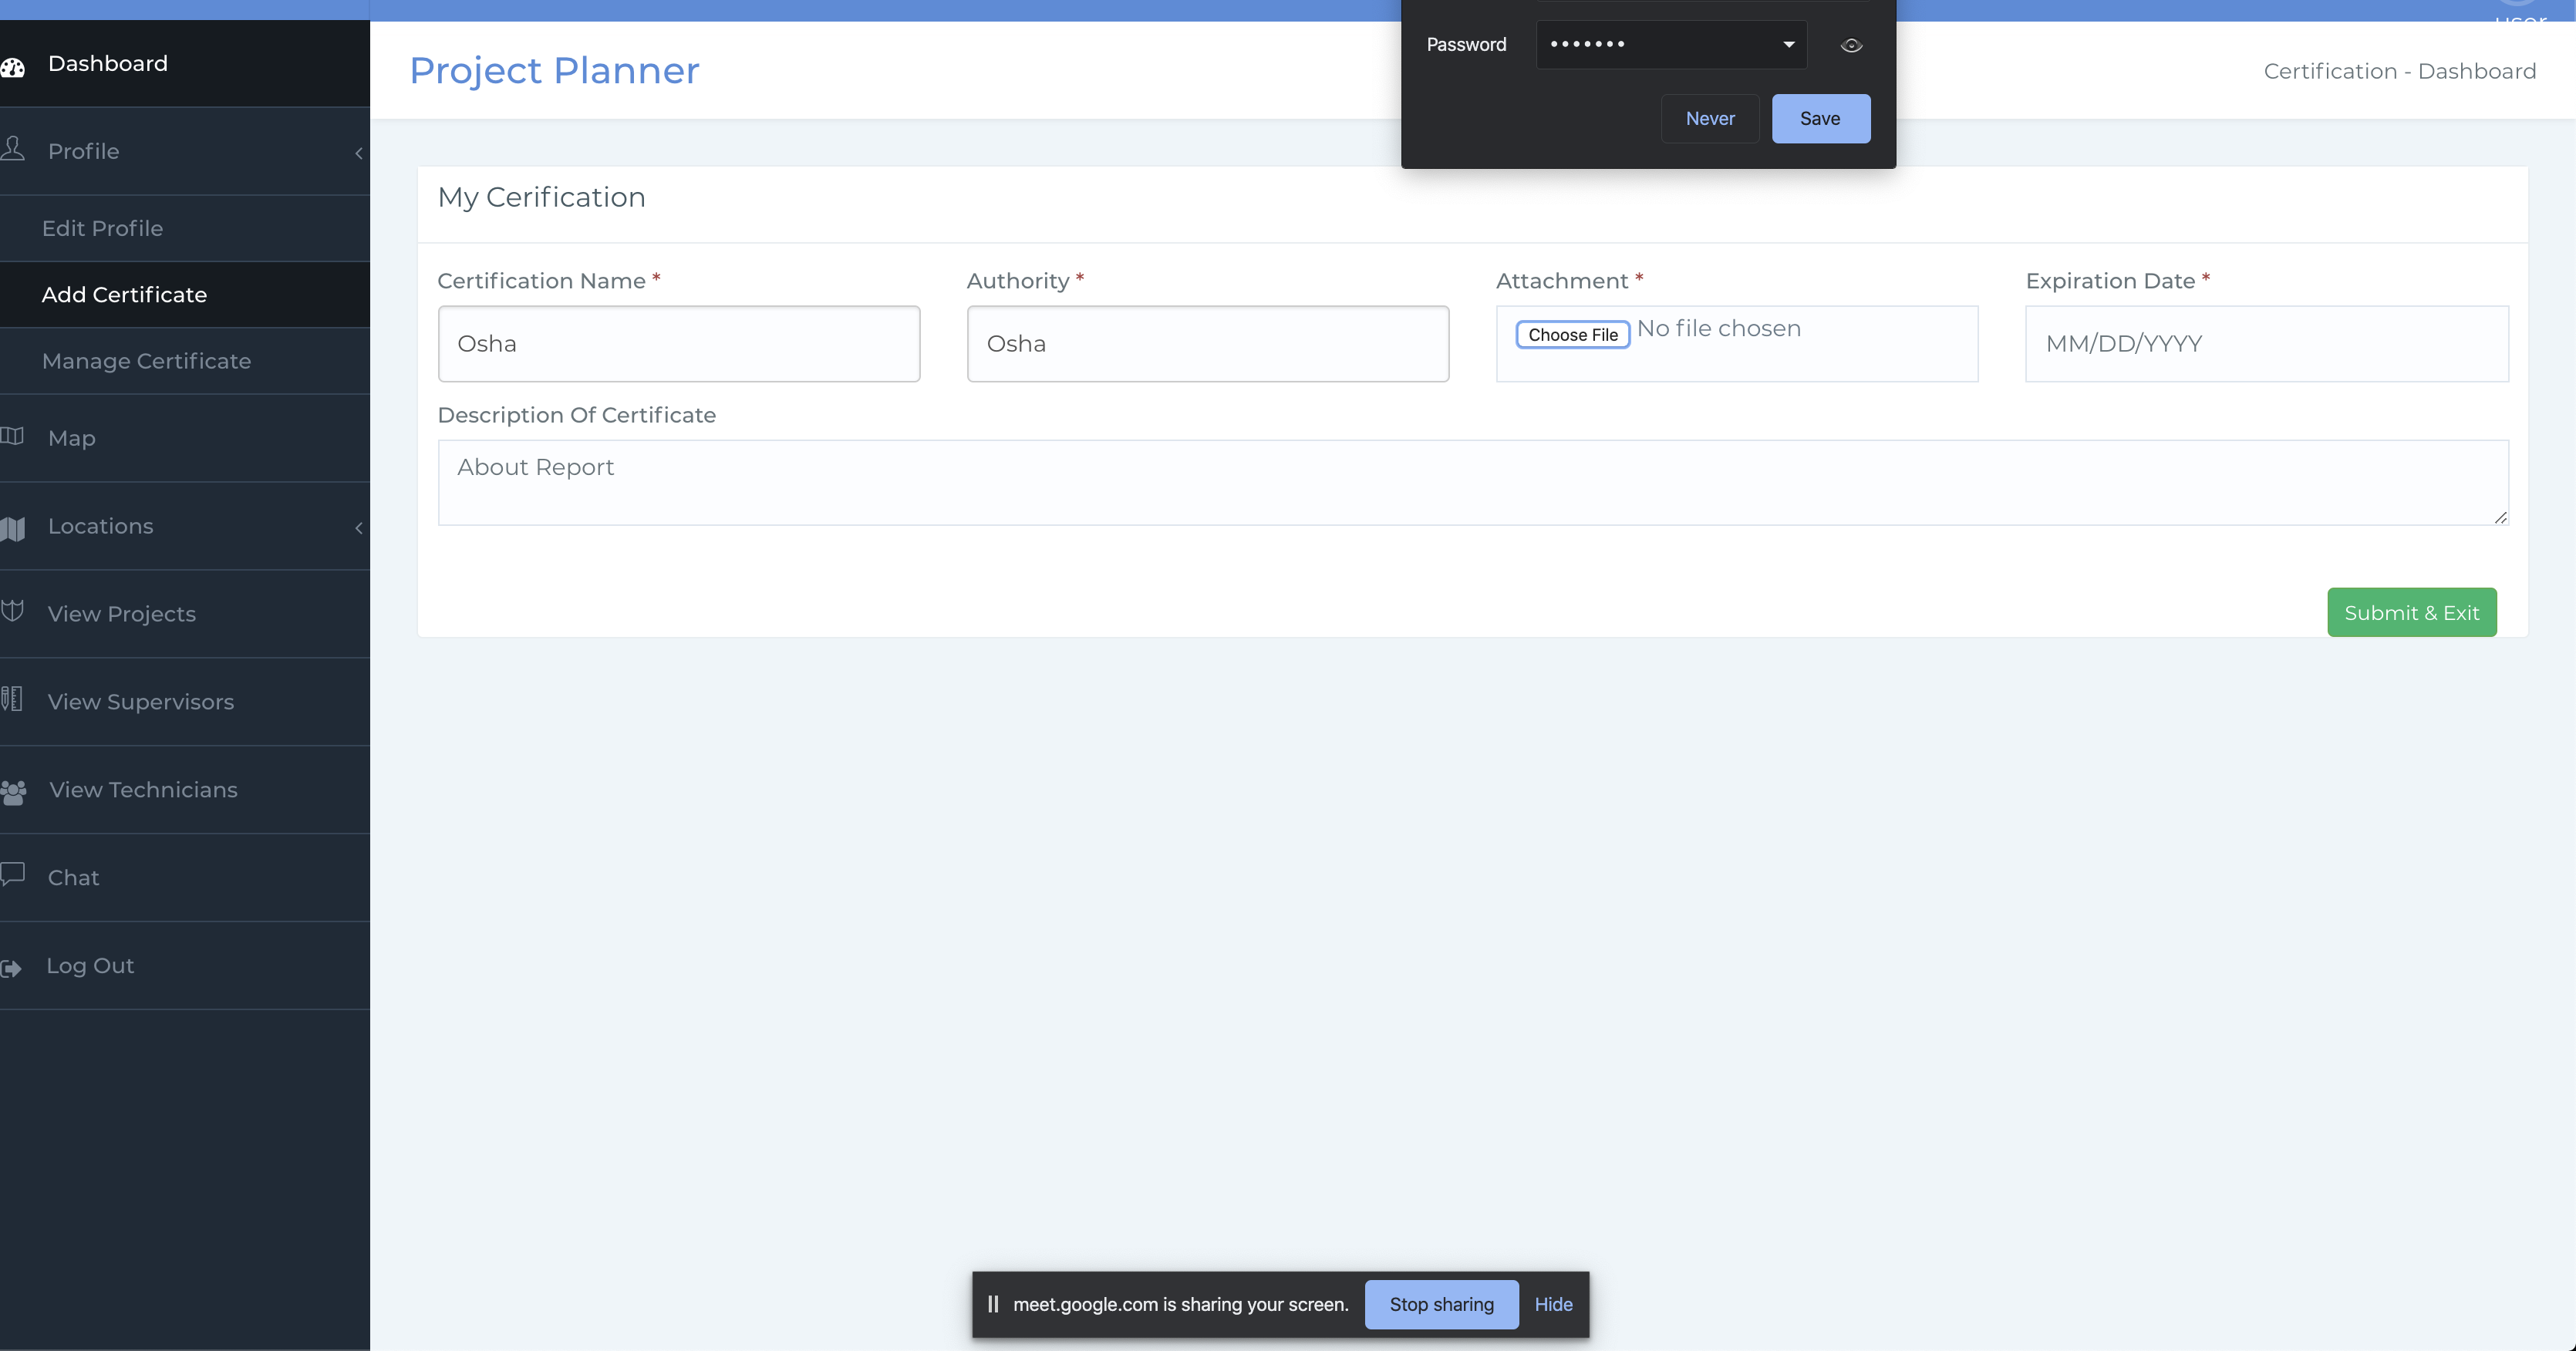 user
Dashboard
Profile
Edit Profile
Add Certificate
Manage Certificate
Map
Locations
View Projects
View Supervisors
View Technicians
Chat
Log Out
Project Planner
Password
•••••••
Never
Save
Certification - Dashboard
My Cerification
Certification Name *
Authority *
Attachment *
Expiration Date *
Osha
Osha
Choose File No file chosen
MM/DD/YYYY
Description Of Certificate
About Report
Submit & Exit
meet.google.com is sharing your screen.
Stop sharing
Hide